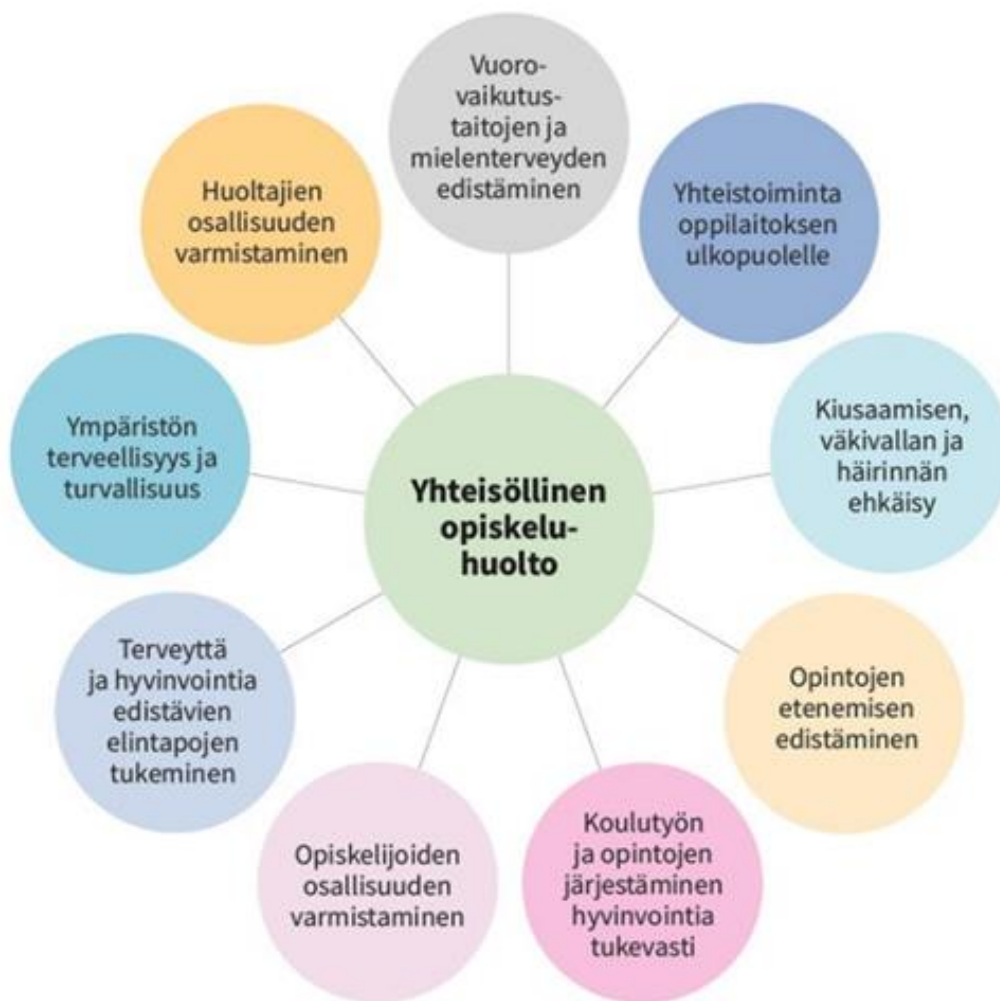 Vuoro-
vaikutus-
taitojen ja
mielenterveyden
edistäminen
Yhteistoiminta
oppilaitoksen
ulkopuolelle
Kiusaamisen,
väkivallan ja
häirinnän
ehkäisy
Opintojen
etenemisen
edistäminen
Koulutyön
ja opintojen
järjestäminen
hyvinvointia
tukevasti
Opiskelijoiden
osallisuuden
varmistaminen
Terveyttä
ja hyvinvointia
edistävien
elintapojen
tukeminen
Ympäristön
terveellisyys ja
turvallisuus
Huoltajien
osallisuuden
varmistaminen
Yhteisöllinen
opiskelu-
huolto